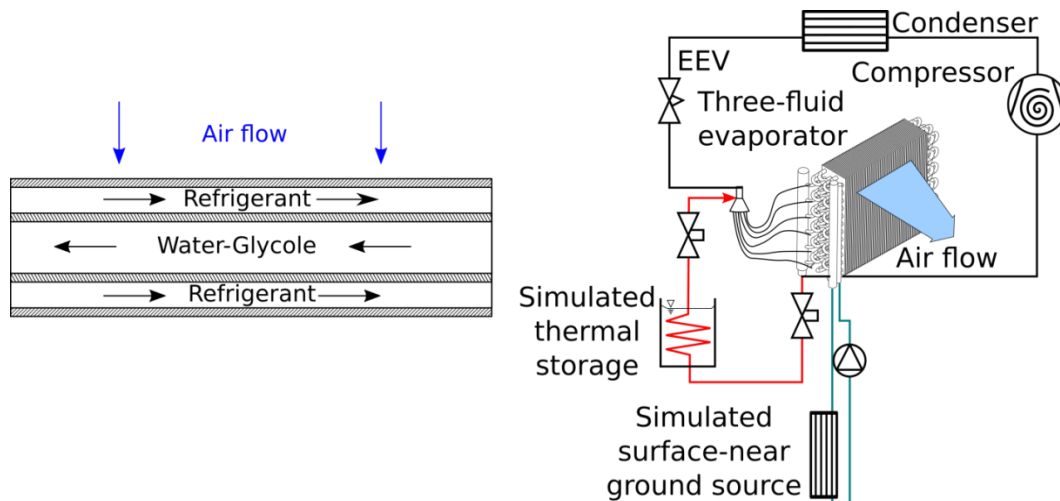 Air flow
Refrigerant
Water-Glycole
Refrigerant
Condenser
EEV
Compressor
Three-fluid
evaporator
Air flow
Simulated
thermal
storage
Simulated
surface-near
ground source